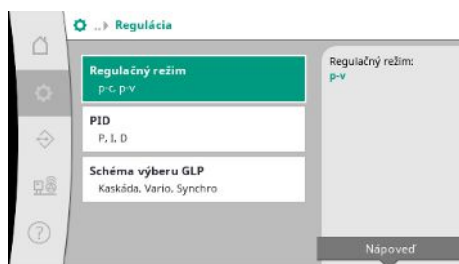 ..› Regulácia
Regulačný režim
p-c, p-v
PID
P, I, D
Schéma výberu GLP
Kaskáda, Vario, Synchro
Regulačný režim:
p-v
Nápoveď